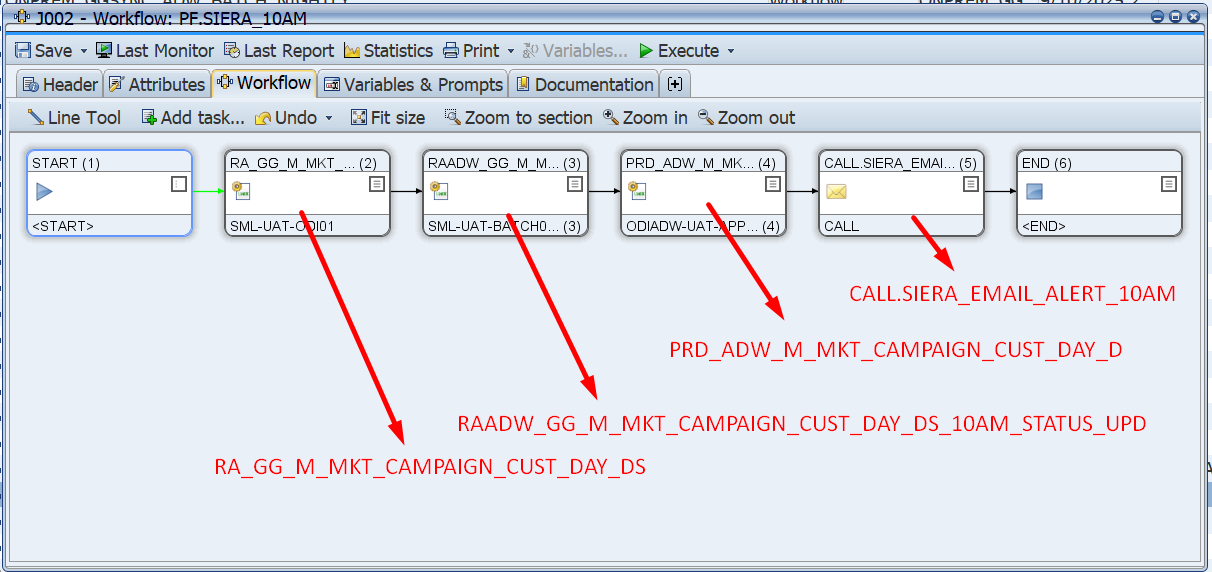 J002 - Workflow: PF.SIERA_10AM
Save Last Monitor Last Report Statistics Print Variables... Execute
Header Attributes Workflow Variables & Prompts Documentation [+]
Line Tool Add task... Undo Fit size Zoom to section Zoom in Zoom out
START (1) RA_GG_M_MKT_... (2) RAADW_GG_M_M... (3) PRD_ADW_M_MK... (4) CALL.SIERA_EMAI... (5) END (6)
<START> SML-UAT-ODI01 SML-UAT-BATCH0... (3) ODIADW-UAT-APP... (4) CALL <END>
CALL.SIERA_EMAIL_ALERT_10AM
PRD_ADW_M_MKT_CAMPAIGN_CUST_DAY_D
RAADW_GG_M_MKT_CAMPAIGN_CUST_DAY_DS_10AM_STATUS_UPD
RA_GG_M_MKT_CAMPAIGN_CUST_DAY_DS